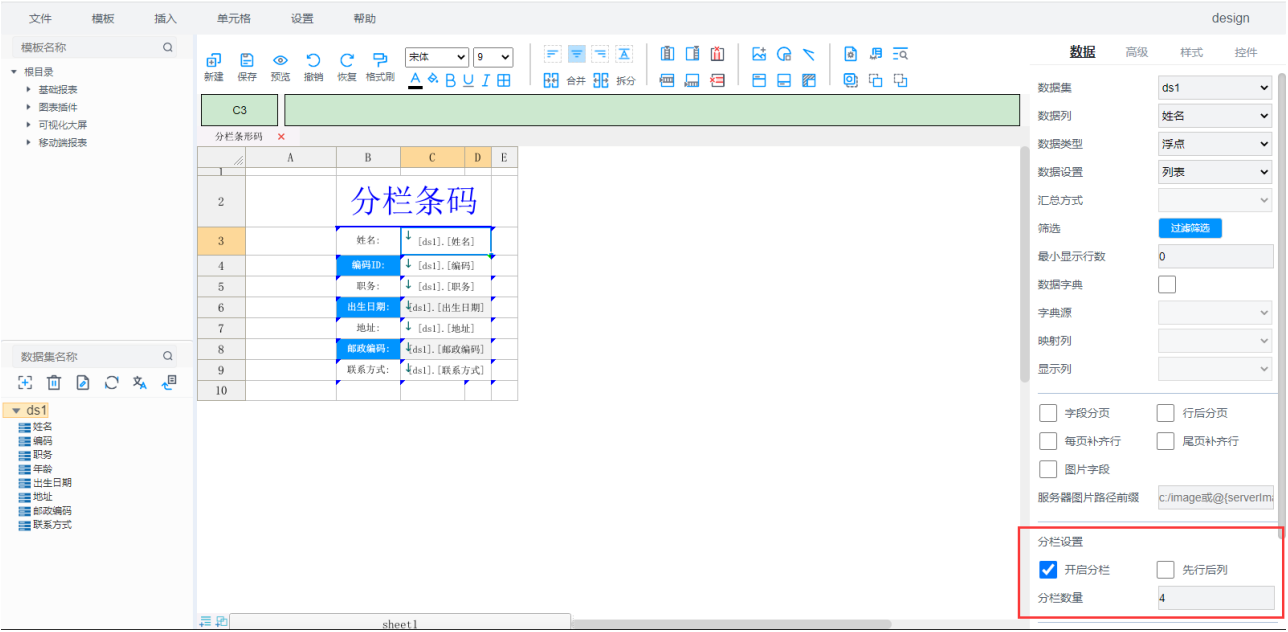 文件 模板 插入 单元格 设置 帮助 design
模板名称
根目录
基础报表
图表插件
可视化大屏
移动端报表
新建 保存 预览 撤销 恢复 格式刷
宋体 9
合并 拆分
C3
分栏条形码
A B C D E
1
2 分栏条码
3 姓名: [ds1].[姓名]
4 编码ID: [ds1].[编码]
5 职务: [ds1].[职务]
6 出生日期: [ds1].[出生日期]
7 地址: [ds1].[地址]
8 邮政编码: [ds1].[邮政编码]
9 联系方式: [ds1].[联系方式]
10
sheet1
数据集名称
ds1
姓名
编码
职务
年龄
出生日期
地址
邮政编码
联系方式
数据 高级 样式 控件
数据集 ds1
数据列 姓名
数据类型 浮点
数据设置 列表
汇总方式
筛选 过滤筛选
最小显示行数 0
数据字典
字典源
映射列
显示列
字段分页 行后分页
每页补齐行 尾页补齐行
图片字段
服务器图片路径前缀 c:/image或@{serverIma
分栏设置
开启分栏 先行后列
分栏数量 4